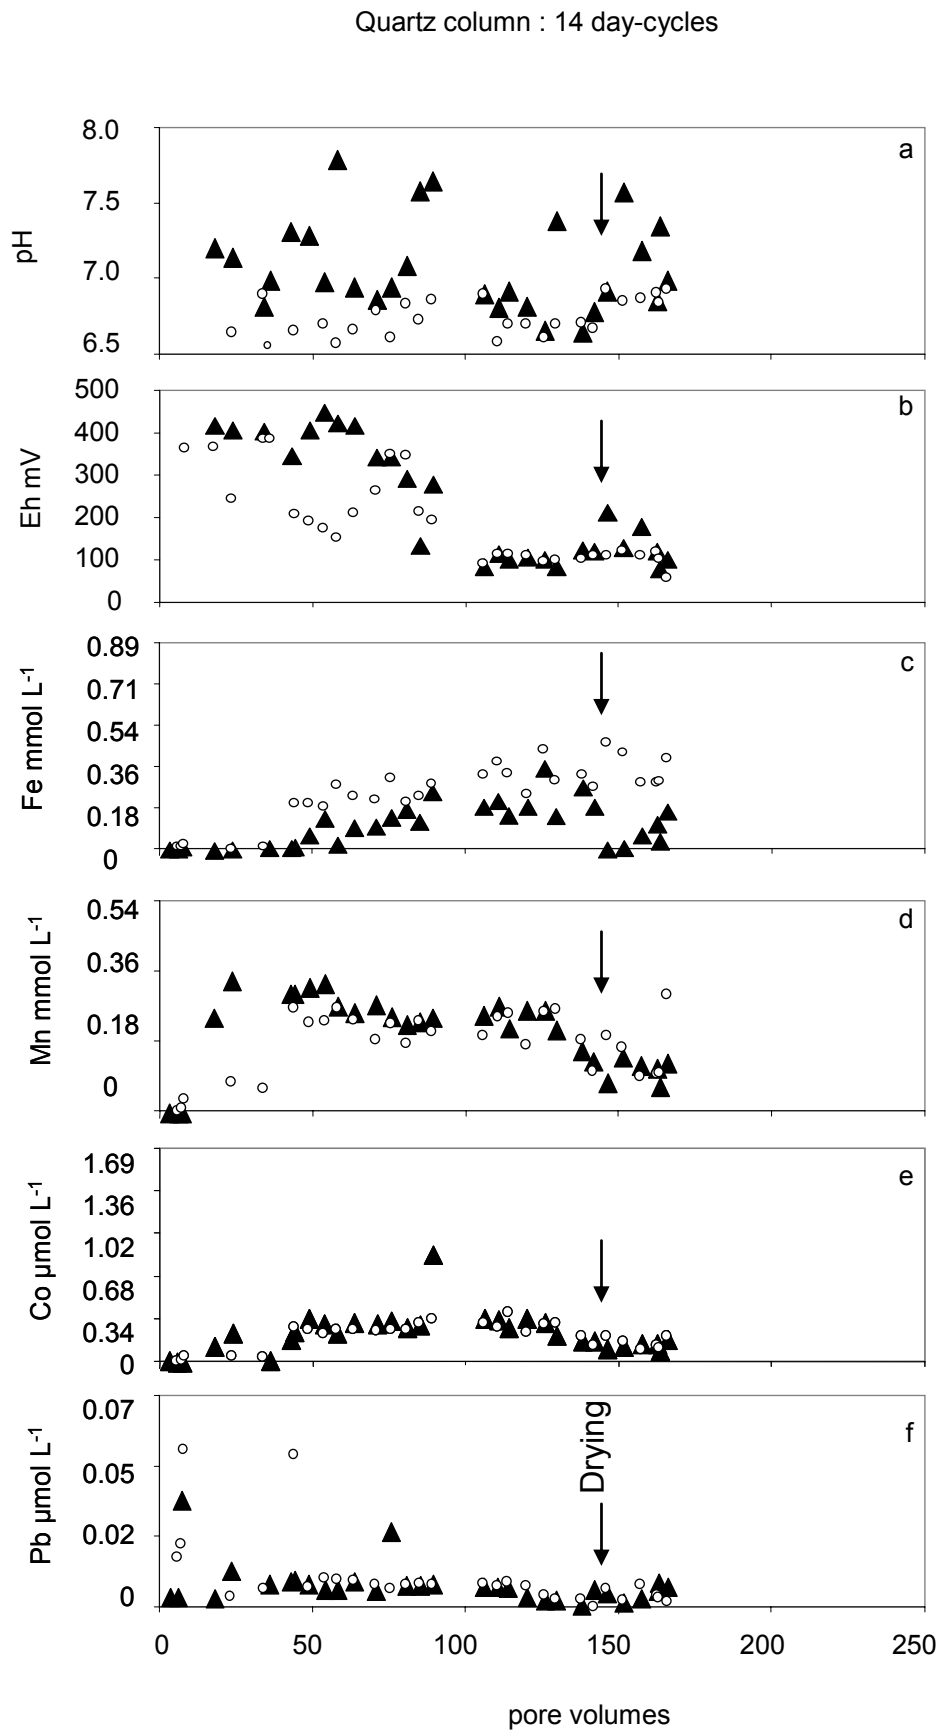 Quartz column : 14 day-cycles
8.0
a
7.5
pH
7.0
6.5
500
b
400
300
Eh mV
200
100
0
0.89
c
0.71
Fe mmol L-1
0.54
0.36
0.18
0
0.54
d
0.36
Mn mmol L-1
0.18
0
1.69
e
1.36
Co µmol L-1
1.02
0.68
0.34
0
0.07
f
Drying
0.05
Pb µmol L-1
0.02
0
0 50 100 150 200 250
pore volumes